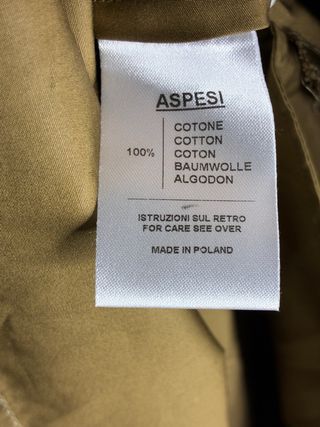 ASPESI
COTONE
COTTON
100% COTON
BAUMWOLLE
ALGODON
ISTRUZIONI SUL RETRO
FOR CARE SEE OVER
MADE IN POLAND